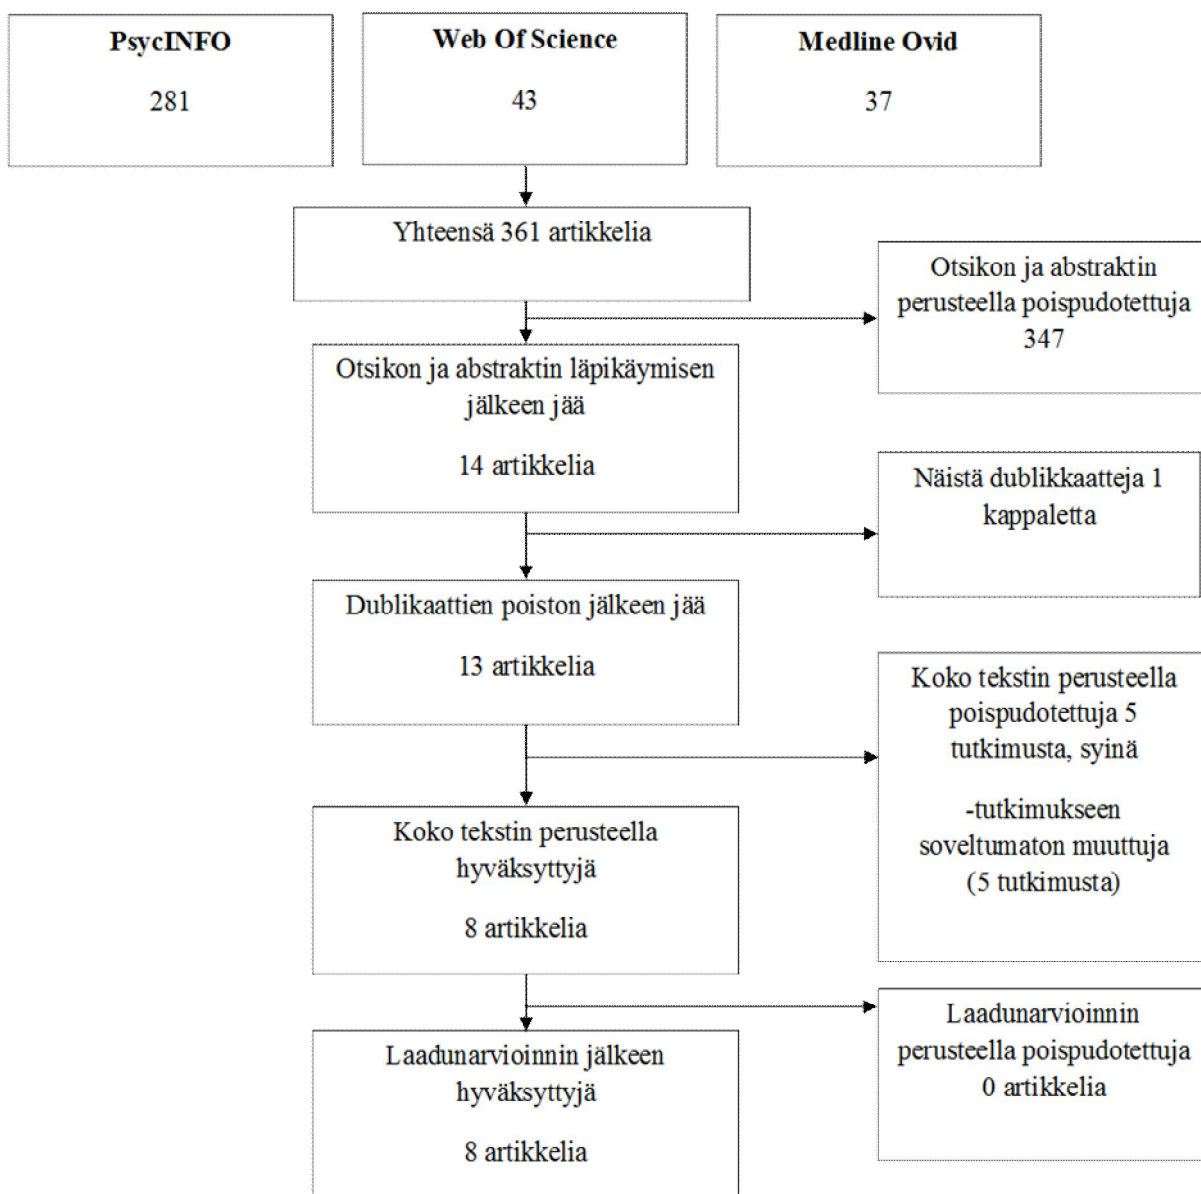 PsycINFO
281
Web Of Science
43
Medline Ovid
37
Yhteensä 361 artikkelia
Otsikon ja abstraktin
perusteella poispudotettuja
347
Otsikon ja abstraktin läpikäymisen
jälkeen jää
14 artikkelia
Näistä dublikkaatteja 1
kappaletta
Dublikaattien poiston jälkeen jää
13 artikkelia
Koko tekstin perusteella
poispudotettuja 5
tutkimusta, syinä
-tutkimukseen
soveltumaton muuttuja
(5 tutkimusta)
Koko tekstin perusteella
hyväksyttyjä
8 artikkelia
Laadunarvioinnin
perusteella poispudotettuja
0 artikkelia
Laadunarvioinnin jälkeen
hyväksyttyjä
8 artikkelia